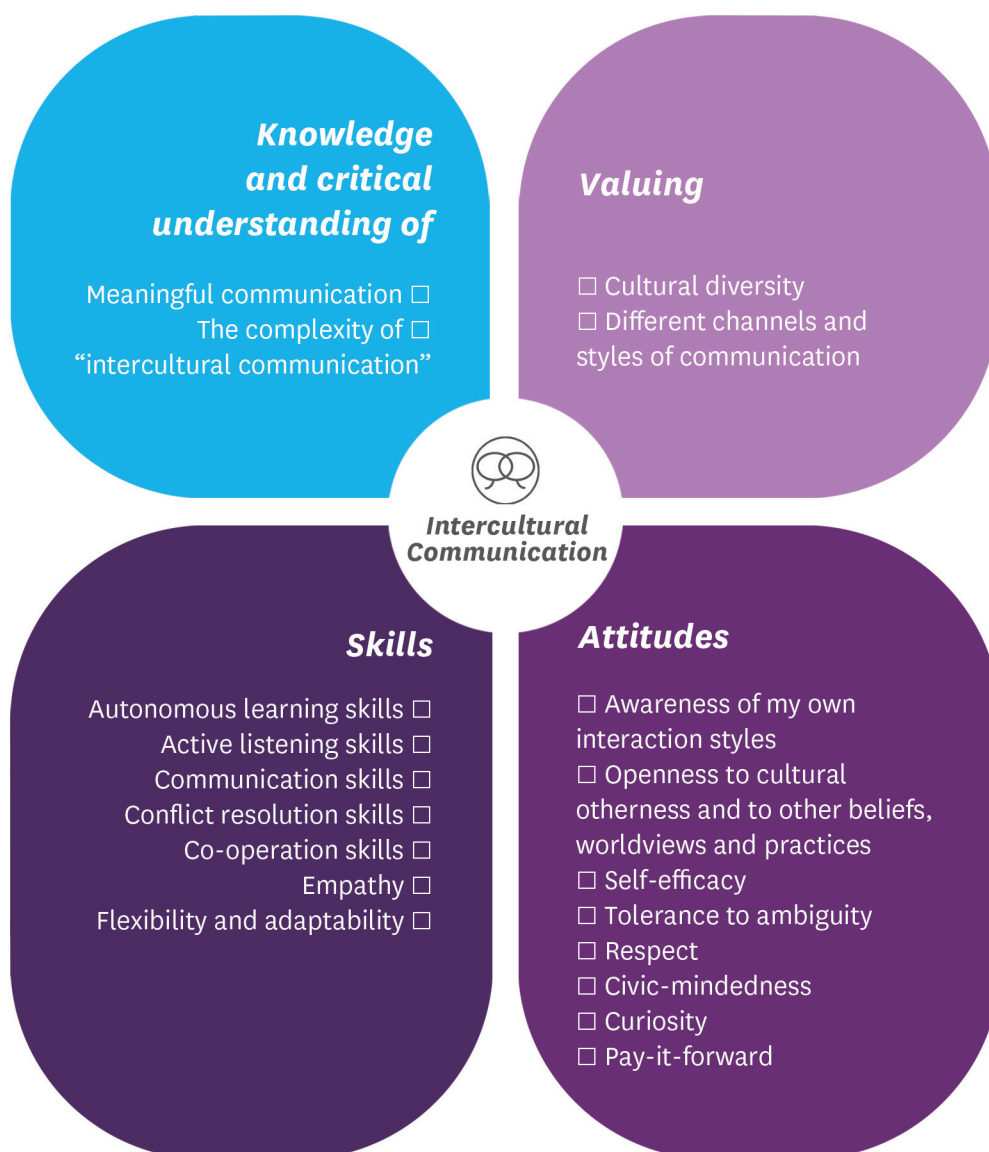 Knowledge
and critical
understanding of
Meaningful communication ☐
The complexity of ☐
“intercultural communication”
Valuing
☐ Cultural diversity
☐ Different channels and
styles of communication
Intercultural
Communication
Skills
Autonomous learning skills ☐
Active listening skills ☐
Communication skills ☐
Conflict resolution skills ☐
Co-operation skills ☐
Empathy ☐
Flexibility and adaptability ☐
Attitudes
☐ Awareness of my own
interaction styles
☐ Openness to cultural
otherness and to other beliefs,
worldviews and practices
☐ Self-efficacy
☐ Tolerance to ambiguity
☐ Respect
☐ Civic-mindedness
☐ Curiosity
☐ Pay-it-forward